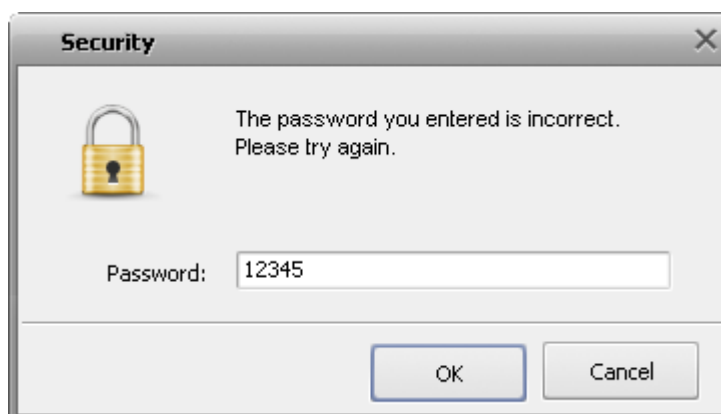 Security
The password you entered is incorrect.
Please try again.
Password: 12345
OK Cancel